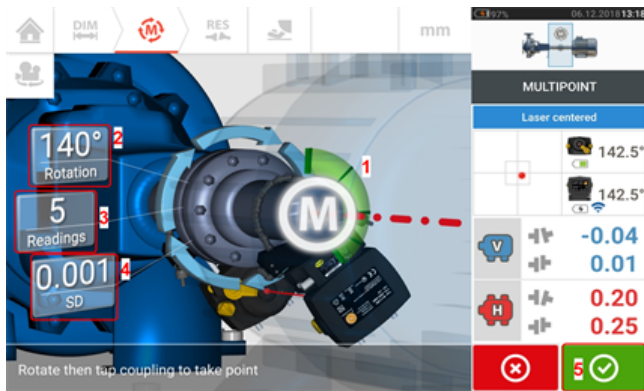 97%
06.12.2018 13:18
DIM
M
RES
mm
MULTIPOINT
Laser centered
142.5°
142.5°
140°
Rotation
2
1
5
Readings
3
0.001
SD
4
M
V
-0.04
0.01
H
0.20
0.25
Rotate then tap coupling to take point
5